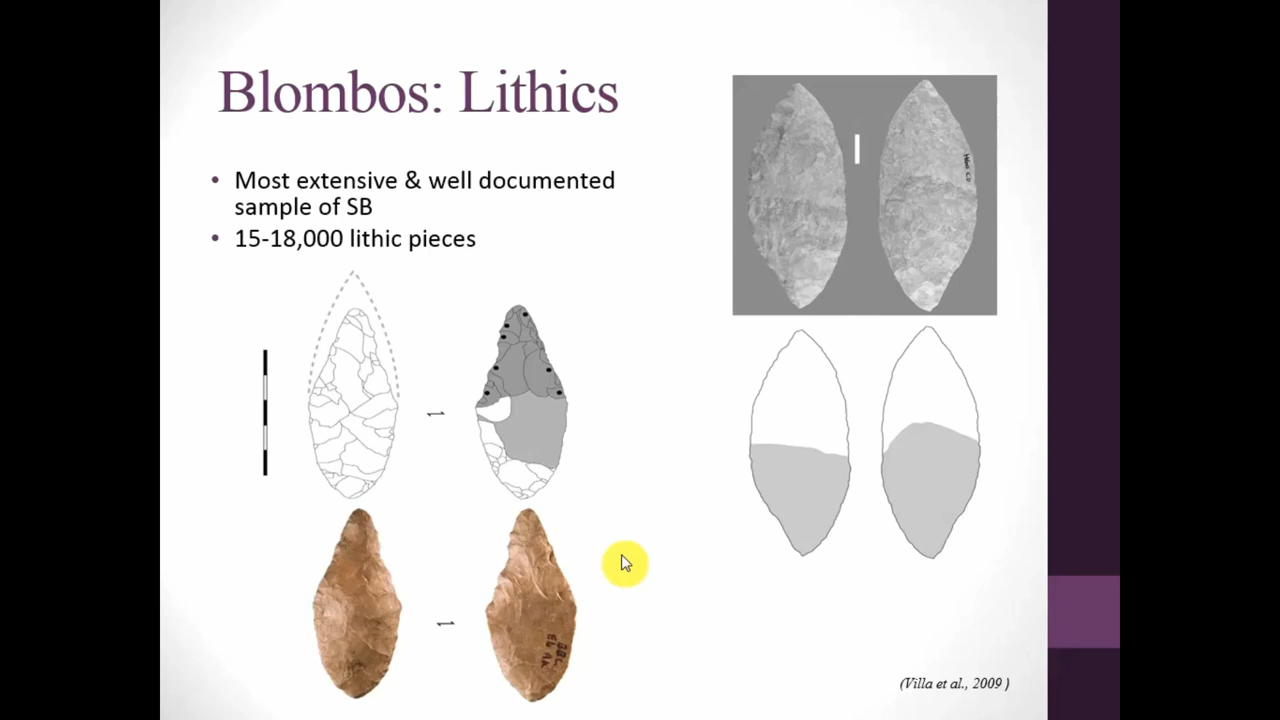 Blombos: Lithics
• Most extensive & well documented
sample of SB
• 15-18,000 lithic pieces
(Villa et al., 2009 )